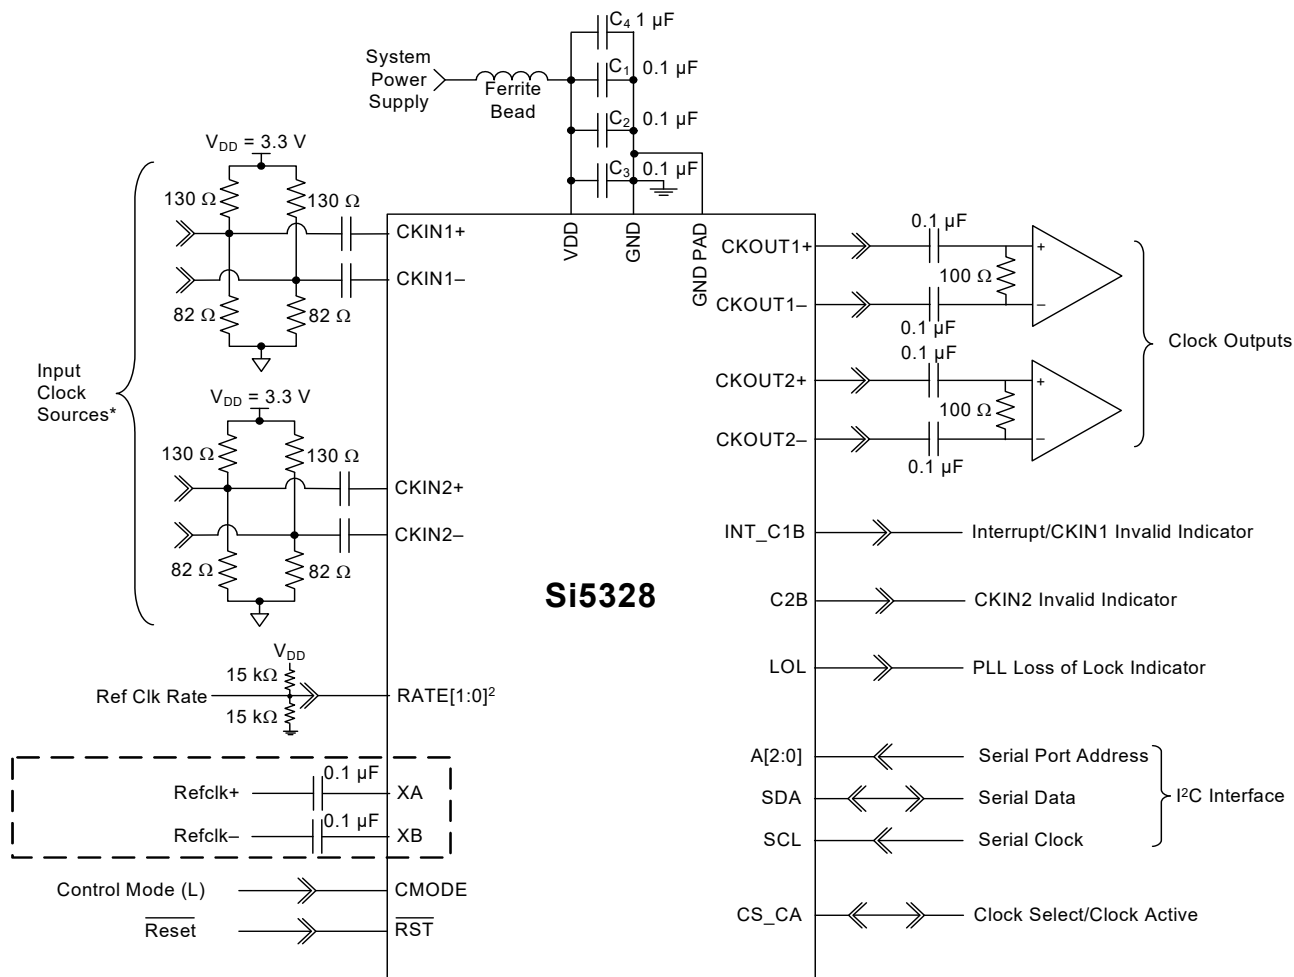 C4 1 µF
System
Power
Supply
Ferrite
Bead
C1 0.1 µF
C2 0.1 µF
C3 0.1 µF
VDD = 3.3 V
130 Ω 130 Ω
CKIN1+
CKIN1–
82 Ω 82 Ω
VDD
GND
GND PAD
CKOUT1+
0.1 µF
100 Ω
+
–
CKOUT1–
0.1 µF
0.1 µF
CKOUT2+
100 Ω
+
–
CKOUT2–
0.1 µF
Clock Outputs
Input
Clock
Sources*
VDD = 3.3 V
130 Ω 130 Ω
CKIN2+
CKIN2–
82 Ω 82 Ω
Si5328
INT_C1B Interrupt/CKIN1 Invalid Indicator
C2B CKIN2 Invalid Indicator
LOL PLL Loss of Lock Indicator
VDD
15 kΩ
Ref Clk Rate RATE[1:0]²
15 kΩ
0.1 µF
Refclk+ XA
0.1 µF
Refclk– XB
A[2:0] Serial Port Address
SDA Serial Data
SCL Serial Clock
I²C Interface
Control Mode (L) CMODE
Reset RST
CS_CA Clock Select/Clock Active